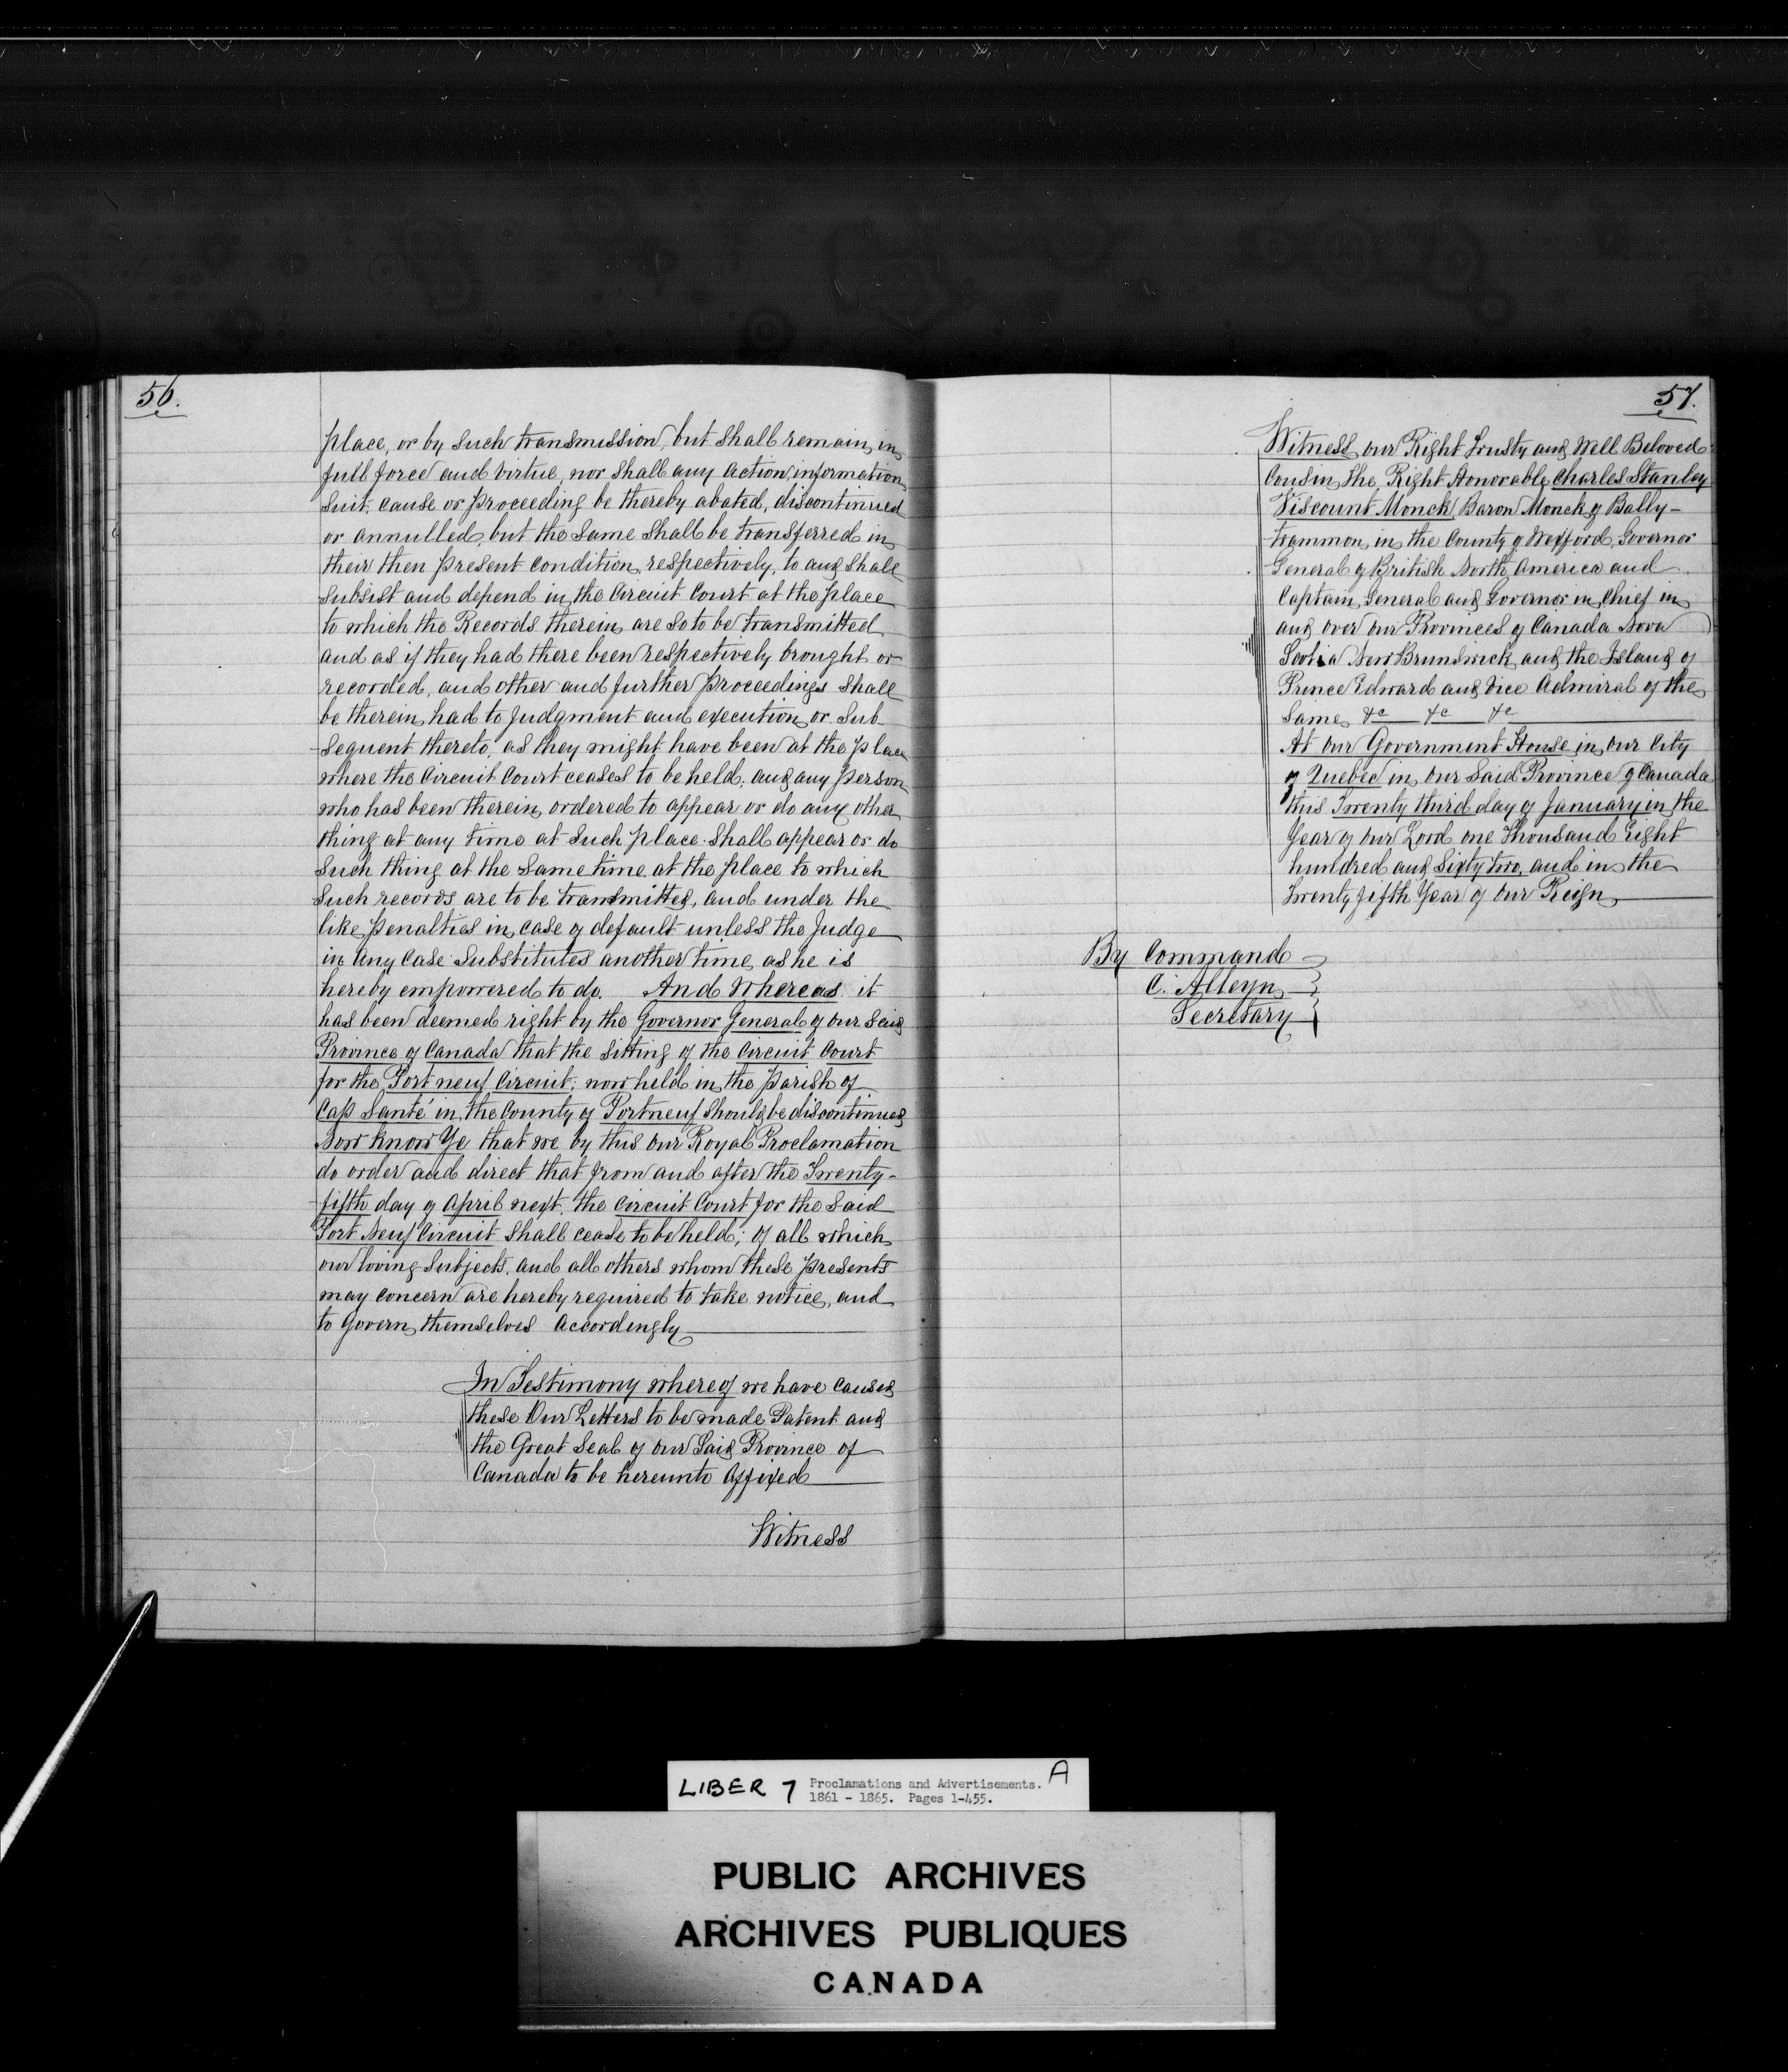 56.
place, or by such transmission, but shall remain in
full force and virtue, nor shall any action, information
suit, cause or proceeding be thereby abated, discontinued
or annulled, but the same shall be transferred in
their then present condition, respectively, to and shall
subsist and depend in the Circuit Court at the place
to which the Records therein are so to be transmitted
and as if they had there been respectively brought or
recorded, and other and further proceedings shall
be therein had to Judgment and execution or sub-
sequent thereto, as they might have been at the place
where the Circuit Court ceases to be held, and any person
who has been therein ordered to appear or do any other
thing at any time at such place shall appear or do
such thing at the same time at the place to which
such records are to be transmitted, and under the
like penalties in case of default unless the Judge
in any case substitutes another time, as he is
hereby empowered to do. And Whereas it
has been deemed right by the Governor General of our said
Province of Canada that the sitting of the Circuit Court
for the Portneuf Circuit, now held in the Parish of
Cap Santé in the County of Portneuf should be discontinued
Now Know Ye that we by this our Royal Proclamation
do order and direct that from and after the Twenty-
fifth day of April next, the Circuit Court for the said
Port Neuf Circuit shall cease to be held; of all which
our loving subjects, and all others whom these presents
may concern are hereby required to take notice, and
to Govern themselves accordingly
In Testimony whereof we have caused
these Our Letters to be made Patent and
the Great Seal of our Said Province of
Canada to be hereunto Affixed
Witness
57.
Witness our Right Trusty and Well Beloved
Cousin the Right Honorable Charles Stanley
Viscount Monck, Baron Monck of Bally-
trammon in the County of Wexford, Governor
General of British North America and
Captain General and Governor in Chief in
and over our Provinces of Canada Nova
Scotia New Brunswick and the Island of
Prince Edward and Vice Admiral of the
Same &c &c &c
At Our Government House in Our City
of Quebec in Our Said Province of Canada
this Twenty third day of January in the
Year of our Lord one Thousand Eight
hundred and Sixty two, and in the
Twenty fifth Year of Our Reign
By Command
C. Alleyn
Secretary
LIBER 7 Proclamations and Advertisements. A
1861 - 1865. Pages 1-455.
PUBLIC ARCHIVES
ARCHIVES PUBLIQUES
CANADA